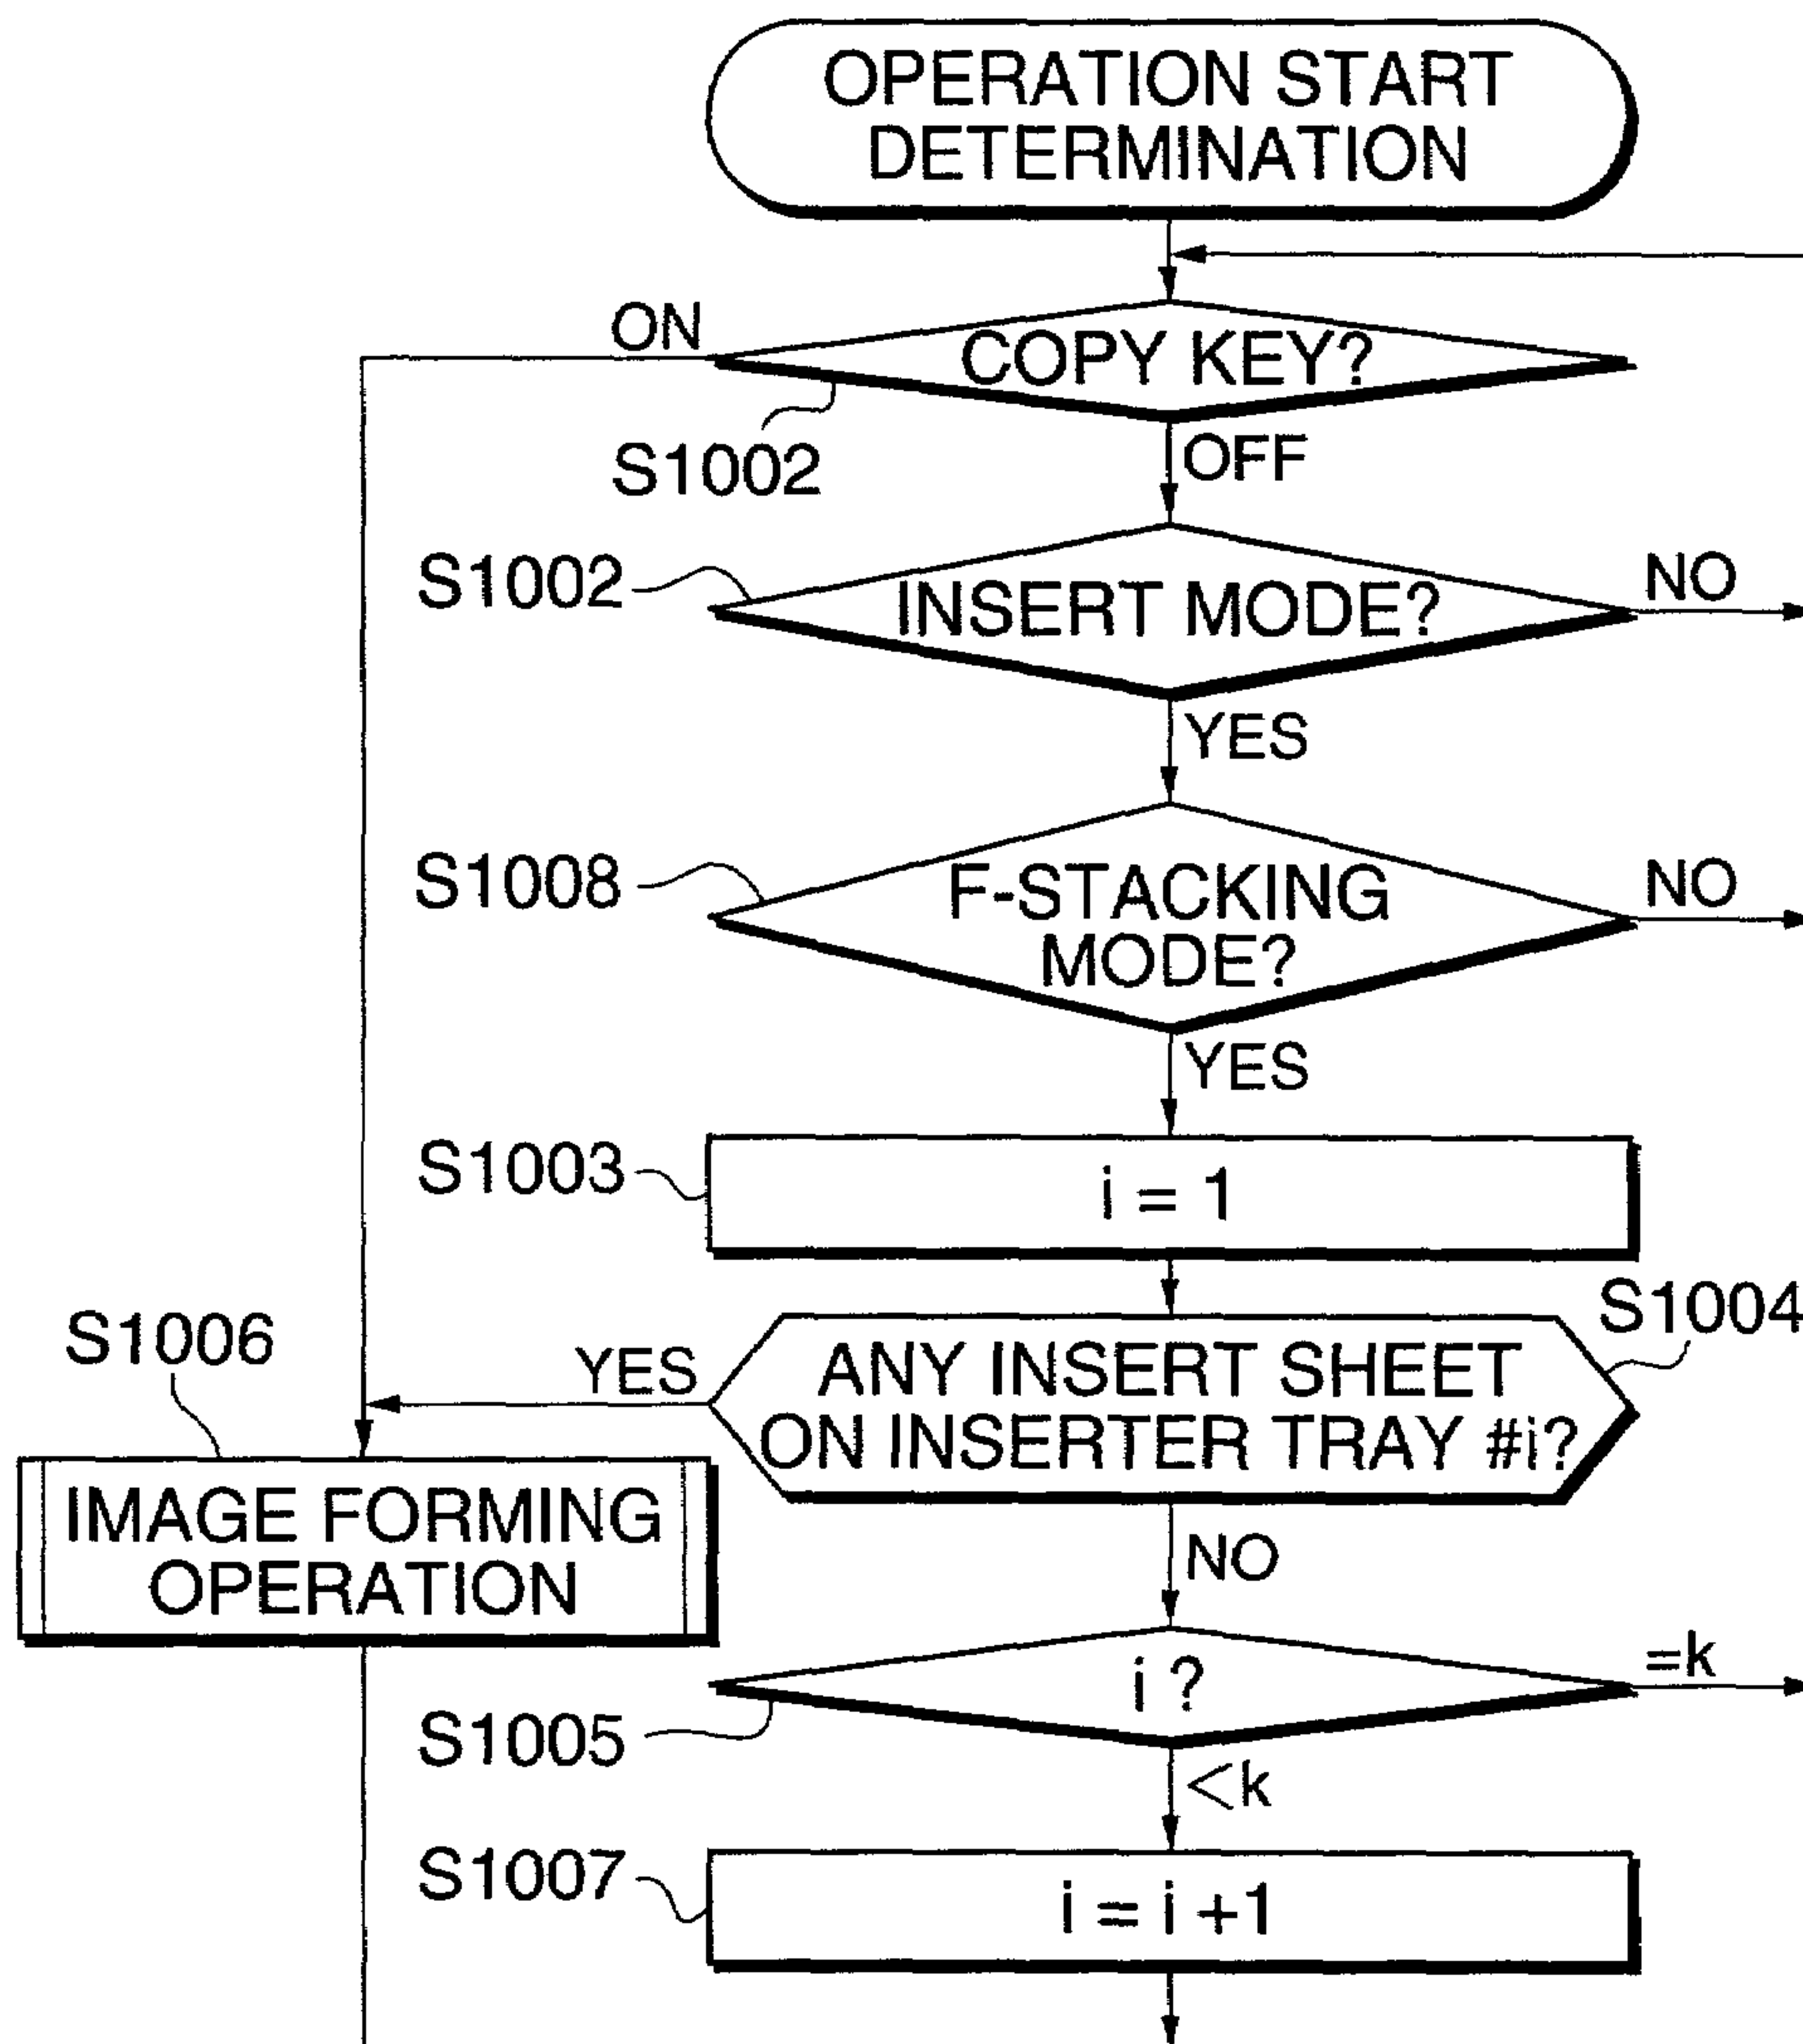 OPERATION START
DETERMINATION
ON
COPY KEY?
S1002
OFF
S1002
INSERT MODE?
NO
YES
S1008
F-STACKING
MODE?
NO
YES
S1003
i = 1
S1004
S1006
YES
ANY INSERT SHEET
ON INSERTER TRAY #i?
IMAGE FORMING
OPERATION
NO
i ?
=k
S1005
<k
S1007
i = i +1